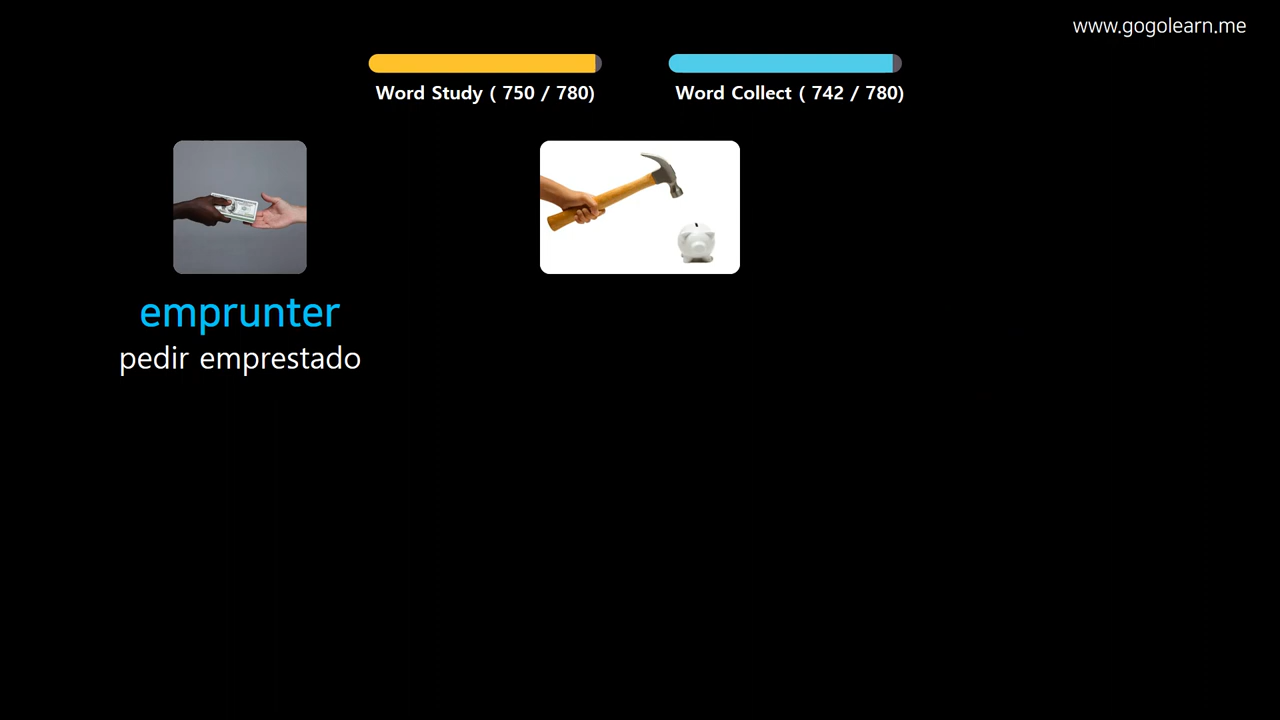 www.gogolearn.me
Word Study ( 750 / 780)
Word Collect ( 742 / 780)
emprunter
pedir emprestado